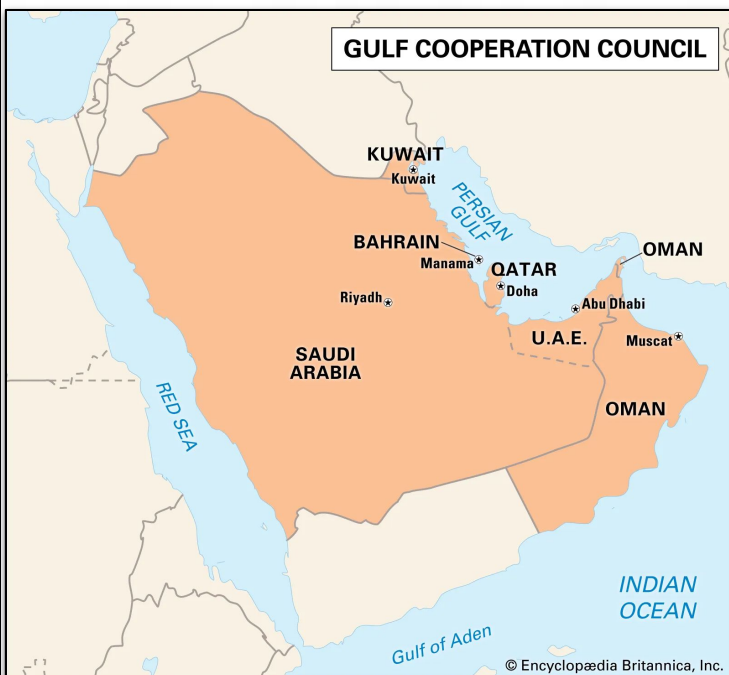 GULF COOPERATION COUNCIL
KUWAIT
Kuwait
PERSIAN
GULF
BAHRAIN
Manama
QATAR
Doha
OMAN
Riyadh
Abu Dhabi
U.A.E.
Muscat
SAUDI
ARABIA
OMAN
RED SEA
INDIAN
OCEAN
Gulf of Aden
© Encyclopædia Britannica, Inc.